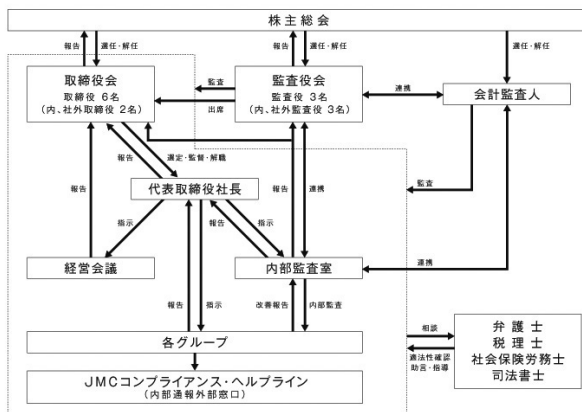 株主総会
報告
選任・解任
報告
選任・解任
選任・解任
取締役会
取締役 6名
(内、社外取締役 2名)
監査
出席
監査役会
監査役 3名
(内、社外監査役 3名)
連携
会計監査人
報告
選定・監督・解職
報告
報告
連携
監査
代表取締役社長
指示
報告
指示
経営会議
内部監査室
連携
報告
指示
改善報告
内部監査
各グループ
JMCコンプライアンス・ヘルプライン
(内部通報外部窓口)
相談
適法性確認
助言・指導
弁護士
税理士
社会保険労務士
司法書士